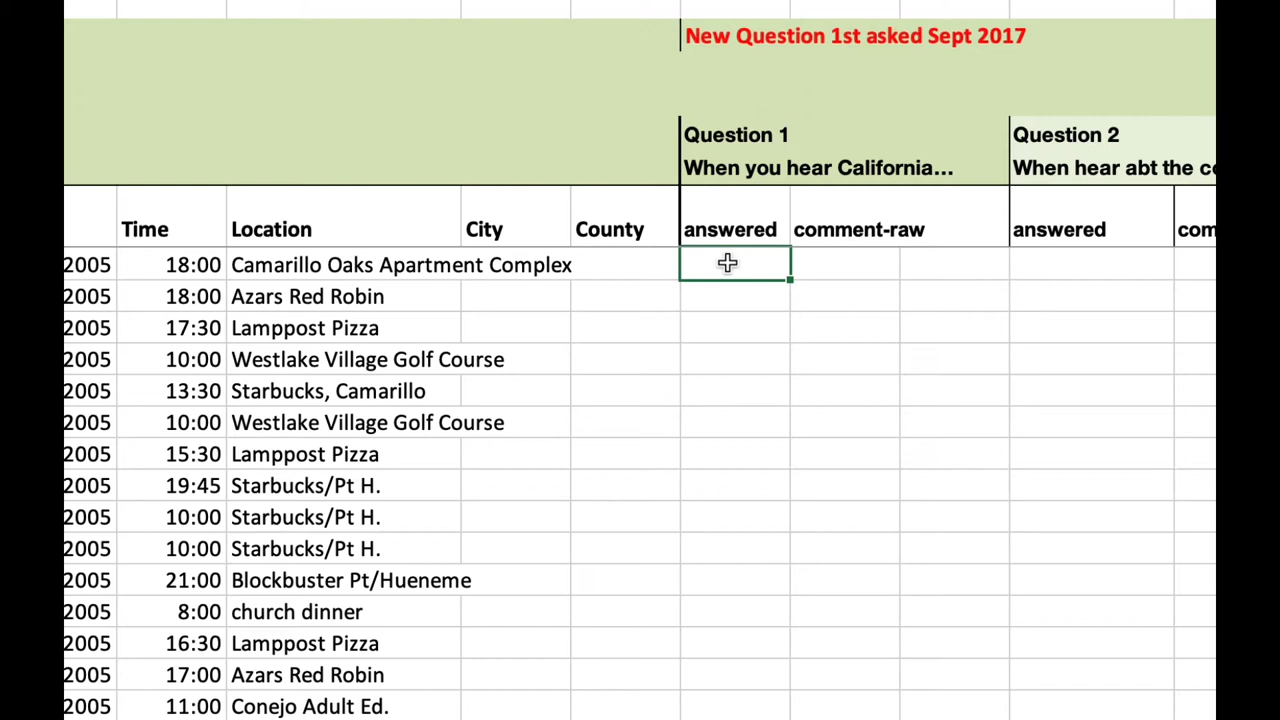 New Question 1st asked Sept 2017
Question 1 Question 2
When you hear California... When hear abt the
Time Location City County answered comment-raw answered
2005 18:00 Camarillo Oaks Apartment Complex
2005 18:00 Azars Red Robin
2005 17:30 Lamppost Pizza
2005 10:00 Westlake Village Golf Course
2005 13:30 Starbucks, Camarillo
2005 10:00 Westlake Village Golf Course
2005 15:30 Lamppost Pizza
2005 19:45 Starbucks/Pt H.
2005 10:00 Starbucks/Pt H.
2005 10:00 Starbucks/Pt H.
2005 21:00 Blockbuster Pt/Hueneme
2005 8:00 church dinner
2005 16:30 Lamppost Pizza
2005 17:00 Azars Red Robin
2005 11:00 Conejo Adult Ed.